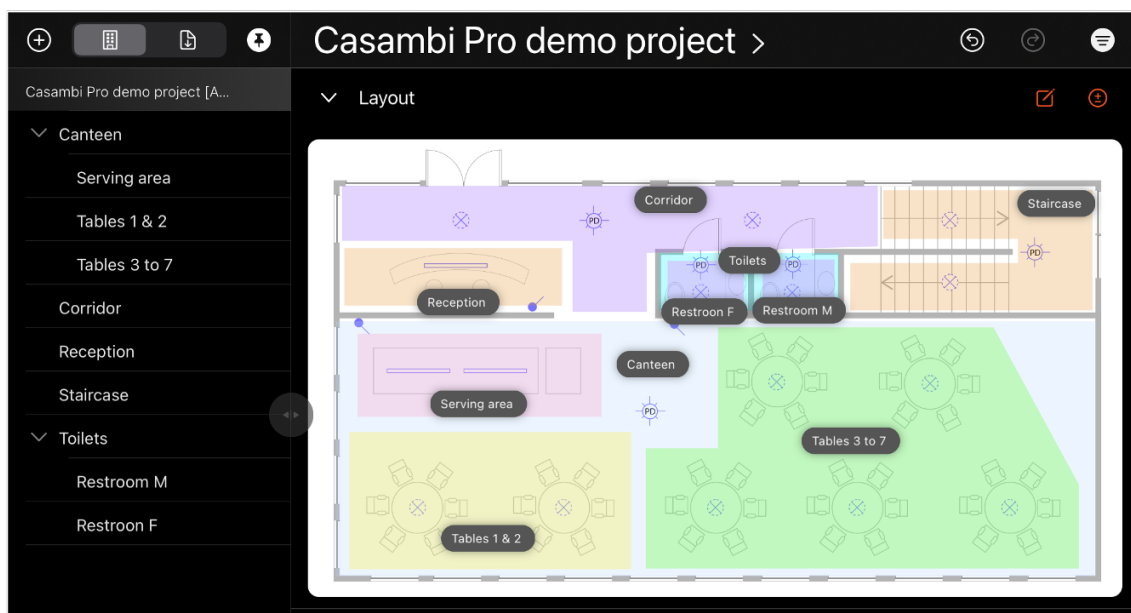 Casambi Pro demo project >
Casambi Pro demo project [A...
Canteen
Serving area
Tables 1 & 2
Tables 3 to 7
Corridor
Reception
Staircase
Toilets
Restroom M
Restroon F
Layout
Corridor
Staircase
PD
PD
Toilets
PD
PD
Reception
Restroon F
Restroom M
Canteen
Serving area
PD
Tables 3 to 7
Tables 1 & 2